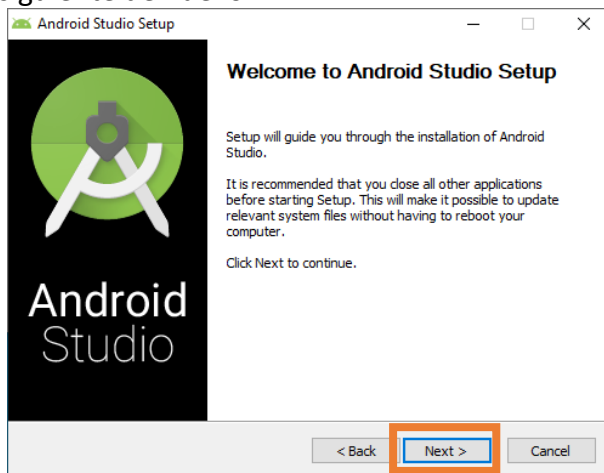 Android Studio Setup
Welcome to Android Studio Setup
Setup will guide you through the installation of Android
Studio.
It is recommended that you close all other applications
before starting Setup. This will make it possible to update
relevant system files without having to reboot your
computer.
Click Next to continue.
Android
Studio
< Back
Next >
Cancel